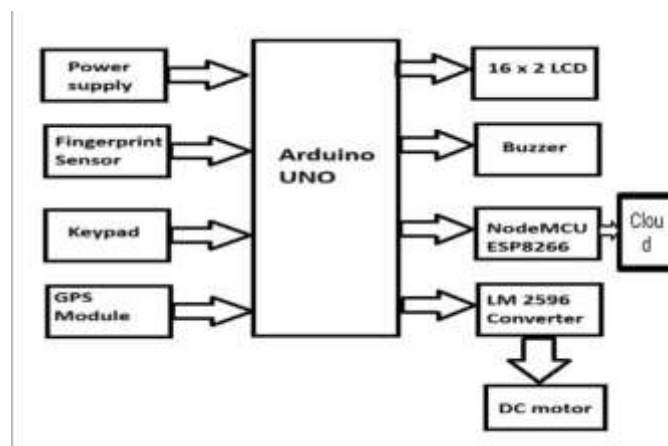 Power
supply
Fingerprint
Sensor
Keypad
GPS
Module
Arduino
UNO
16 x 2 LCD
Buzzer
NodeMCU
ESP8266
Clou
d
LM 2596
Converter
DC motor